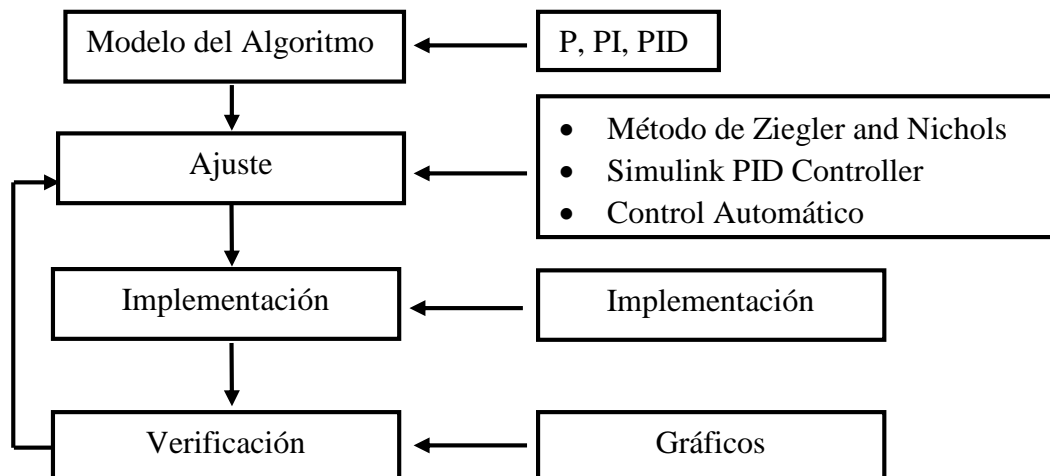 Modelo del Algoritmo
P, PI, PID
Ajuste
• Método de Ziegler and Nichols
• Simulink PID Controller
• Control Automático
Implementación
Implementación
Verificación
Gráficos